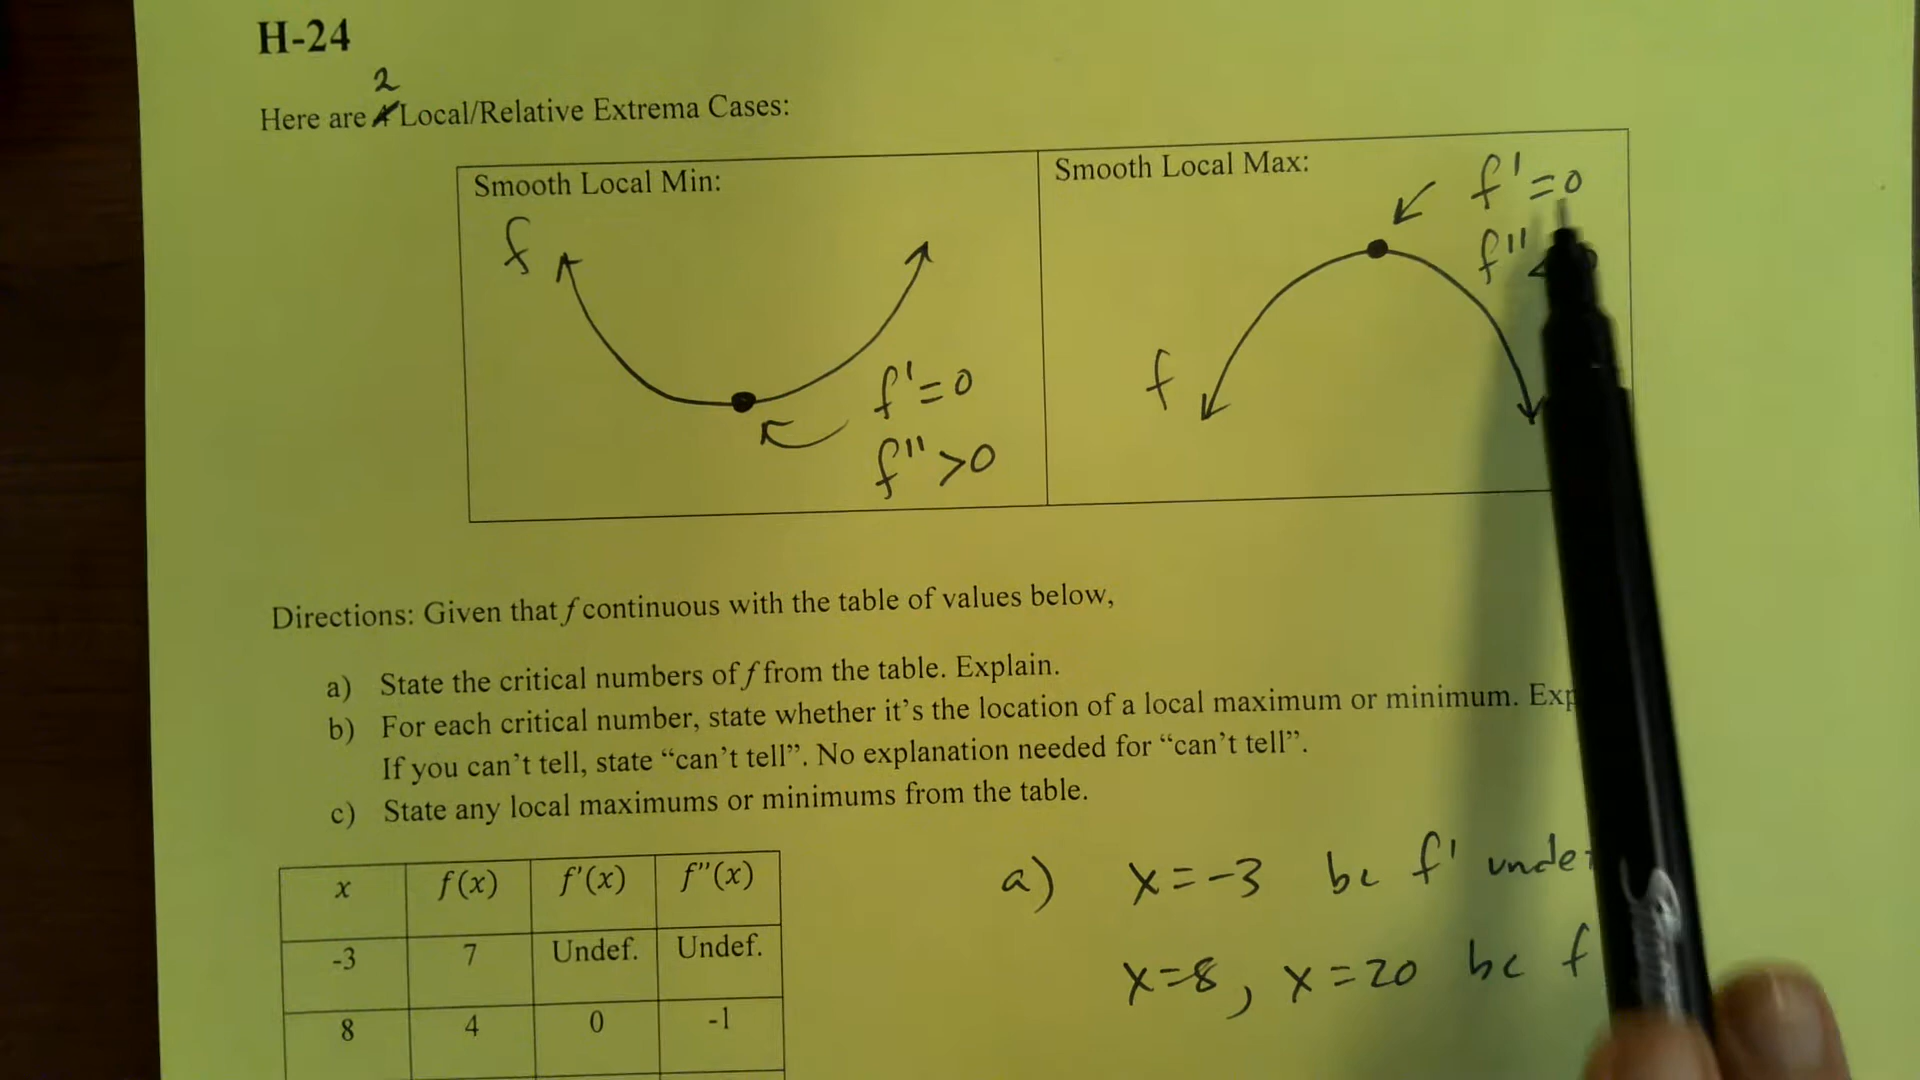 H-24
2
Here are Local/Relative Extrema Cases:
Smooth Local Min:
f
f'=0
f">0
Smooth Local Max:
f'=0
f" <
f
Directions: Given that f continuous with the table of values below,
a) State the critical numbers of f from the table. Explain.
b) For each critical number, state whether it's the location of a local maximum or minimum. Exp
If you can't tell, state "can't tell". No explanation needed for "can't tell".
c) State any local maximums or minimums from the table.
x f(x) f'(x) f"(x)
-3 7 Undef. Undef.
8 4 0 -1
a) x=-3 bc f' unde
x=8, x=20 bc f